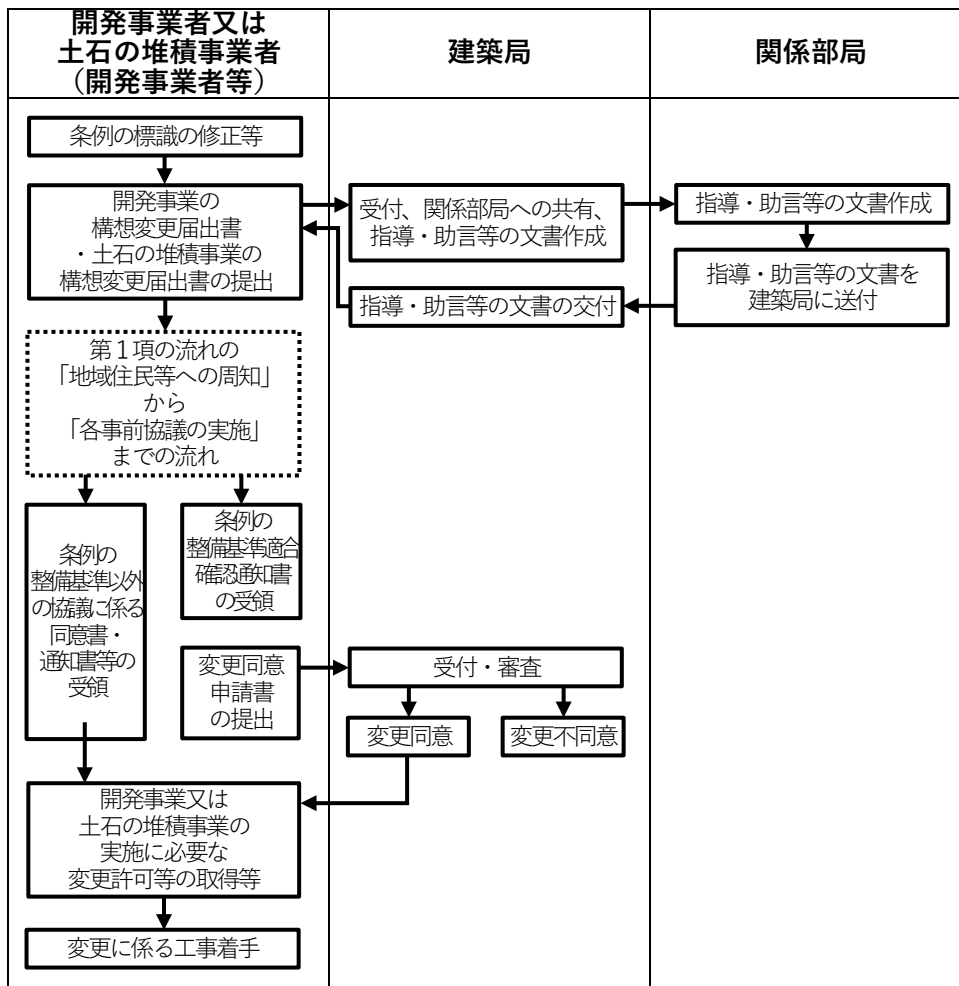 開発事業者又は
土石の堆積事業者
（開発事業者等）
建築局
関係部局
条例の標識の修正等
開発事業の
構想変更届出書
・土石の堆積事業の
構想変更届出書の提出
受付、関係部局への共有、
指導・助言等の文書作成
指導・助言等の文書作成
指導・助言等の文書を
建築局に送付
指導・助言等の文書の交付
第１項の流れの
「地域住民等への周知」
から
「各事前協議の実施」
までの流れ
条例の
整備基準以外
の協議に係る
同意書・
通知書等の
受領
条例の
整備基準適合
確認通知書
の受領
変更同意
申請書
の提出
受付・審査
変更同意
変更不同意
開発事業又は
土石の堆積事業の
実施に必要な
変更許可等の取得等
変更に係る工事着手